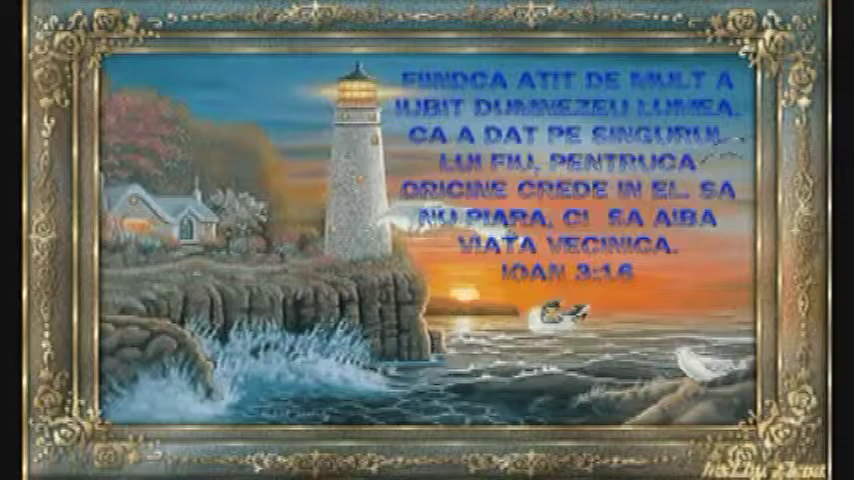 FIINDCA ATIT DE MULT A
IUBIT DUMNEZEU LUMEA.
CA A DAT PE SINGURUL
LUI FIU, PENTRUCA
ORICINE CREDE IN EL. SA
NU PIARA, CI SA AIBA
VIATA VECINICA.
IOAN 3:16